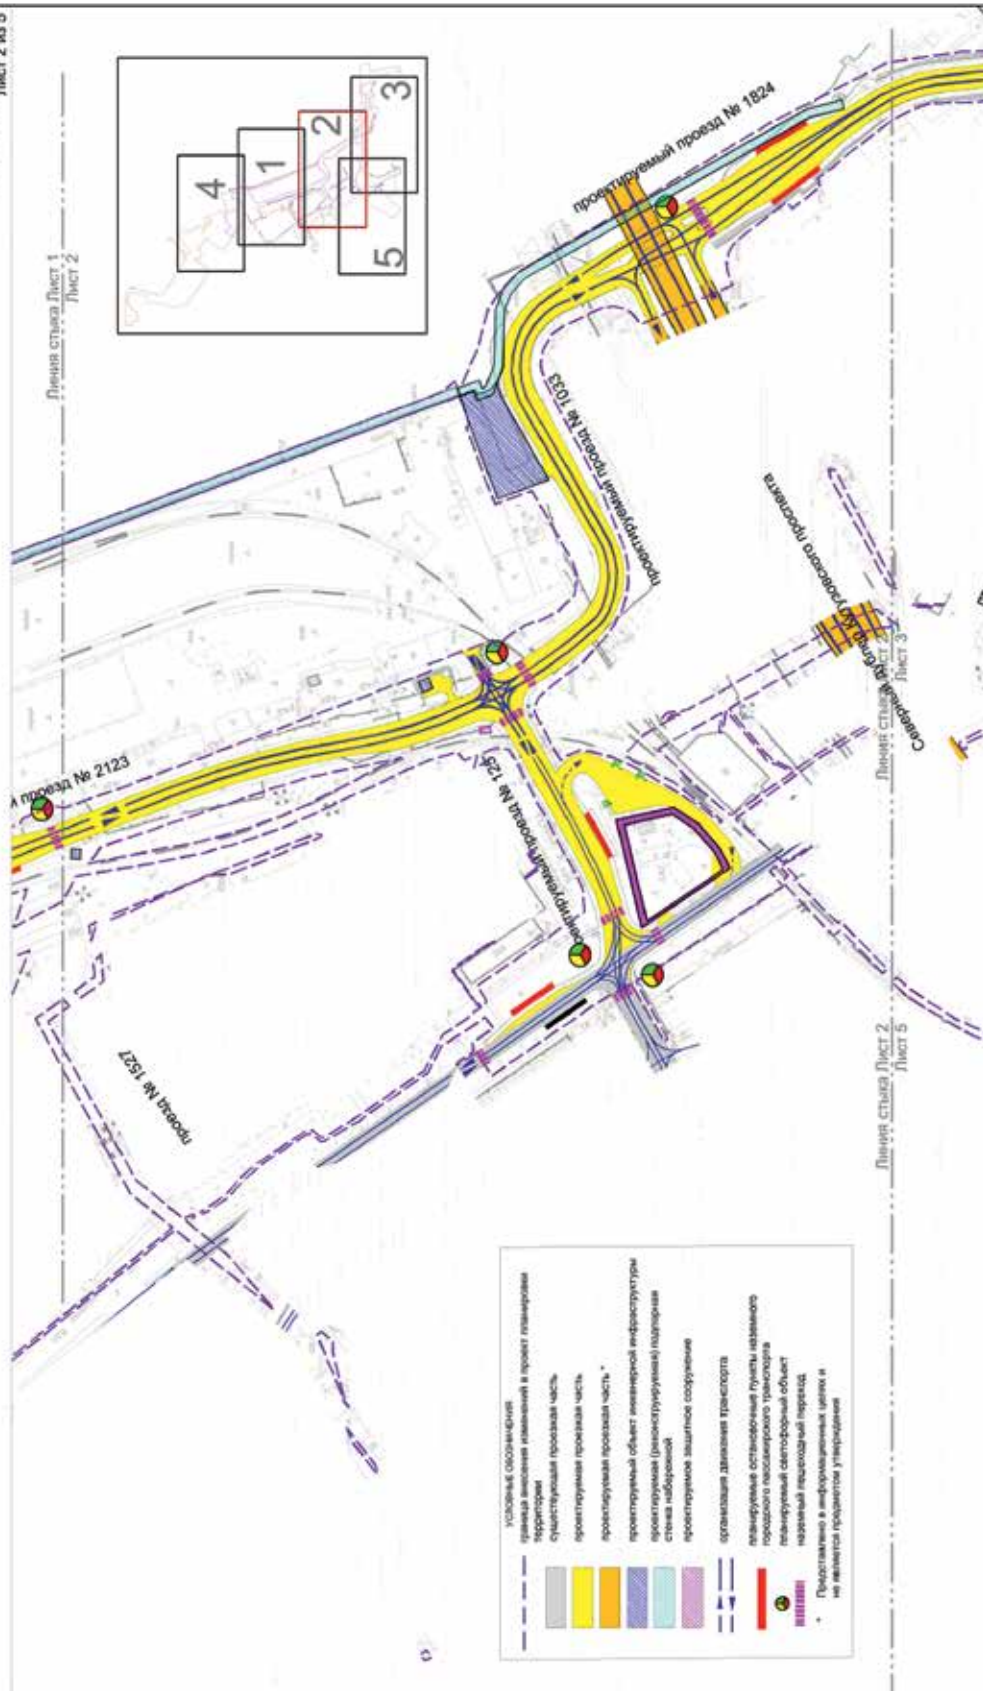 Лист 2 из 5
Линия стыка Лист 1
Лист 2
4
1
2
3
5
проектируемый проезд № 1824
проектируемый проезд № 1033
проезд № 2123
проектируемый проезд № 125
Северный дублер Кутузовского проспекта
проезд № 1527
Линия стыка Лист 2
Лист 3
Линия стыка Лист 2
Лист 5
УСЛОВНЫЕ ОБОЗНАЧЕНИЯ
граница внесения изменений в проект планировки
территории
существующая проезжая часть
проектируемая проезжая часть
проектируемая проезжая часть *
проектируемый объект инженерной инфраструктуры
проектируемая (реконструируемая) подпорная
стенка набережной
проектируемое защитное сооружение
организация движения транспорта
планируемые остановочные пункты наземного
городского пассажирского транспорта
планируемый светофорный объект
наземный пешеходный переход
* Представлено в информационных целях и
не является предметом утверждения